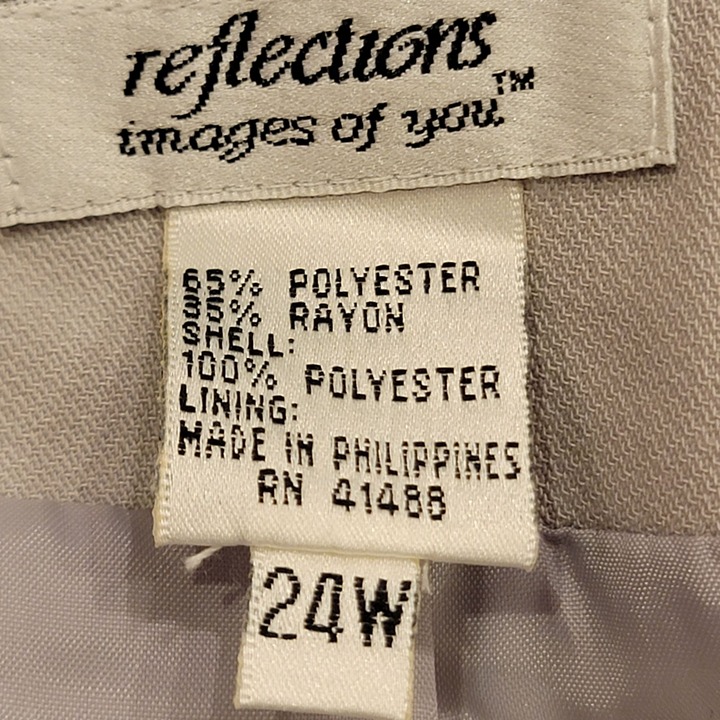 reflections
images of you™
65% POLYESTER
35% RAYON
SHELL:
100% POLYESTER
LINING:
MADE IN PHILIPPINES
RN 41488
24W